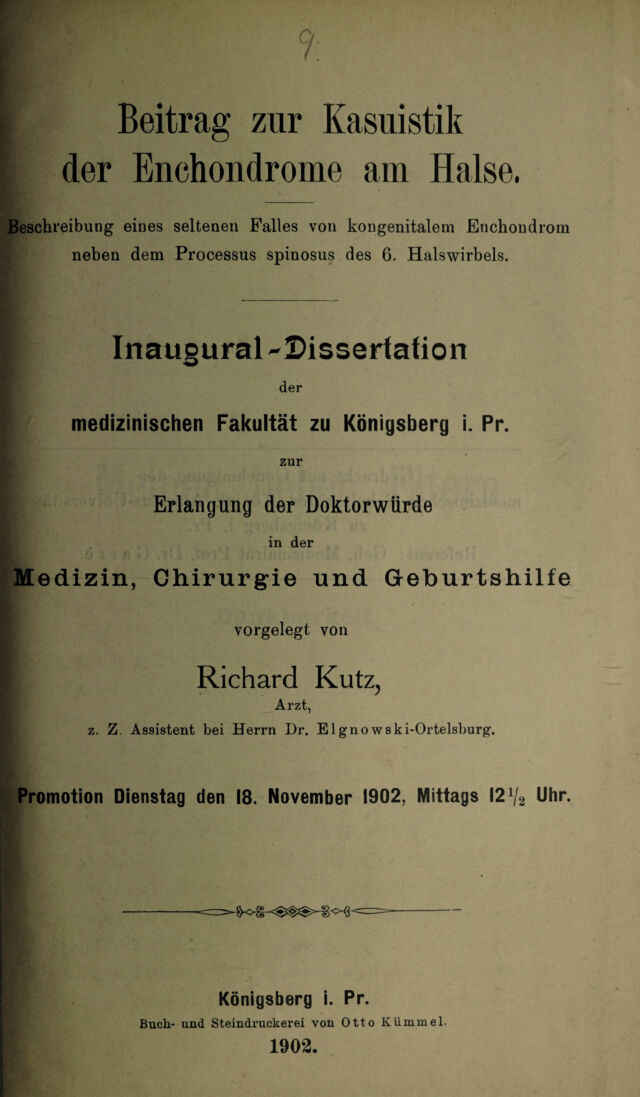 9.
Beitrag zur Kasuistik
der Enchondrome am Halse.
Beschreibung eines seltenen Falles von kongenitalem Enchondrom
neben dem Processus spinosus des 6. Halswirbels.
Inaugural-Dissertation
der
medizinischen Fakultät zu Königsberg i. Pr.
zur
Erlangung der Doktorwürde
in der
Medizin, Chirurgie und Geburtshilfe
vorgelegt von
Richard Kutz,
Arzt,
z. Z. Assistent bei Herrn Dr. Elgnowski-Ortelsburg.
Promotion Dienstag den 18. November 1902, Mittags 12½ Uhr.
Königsberg i. Pr.
Buch- und Steindruckerei von Otto Kümmel.
1902.